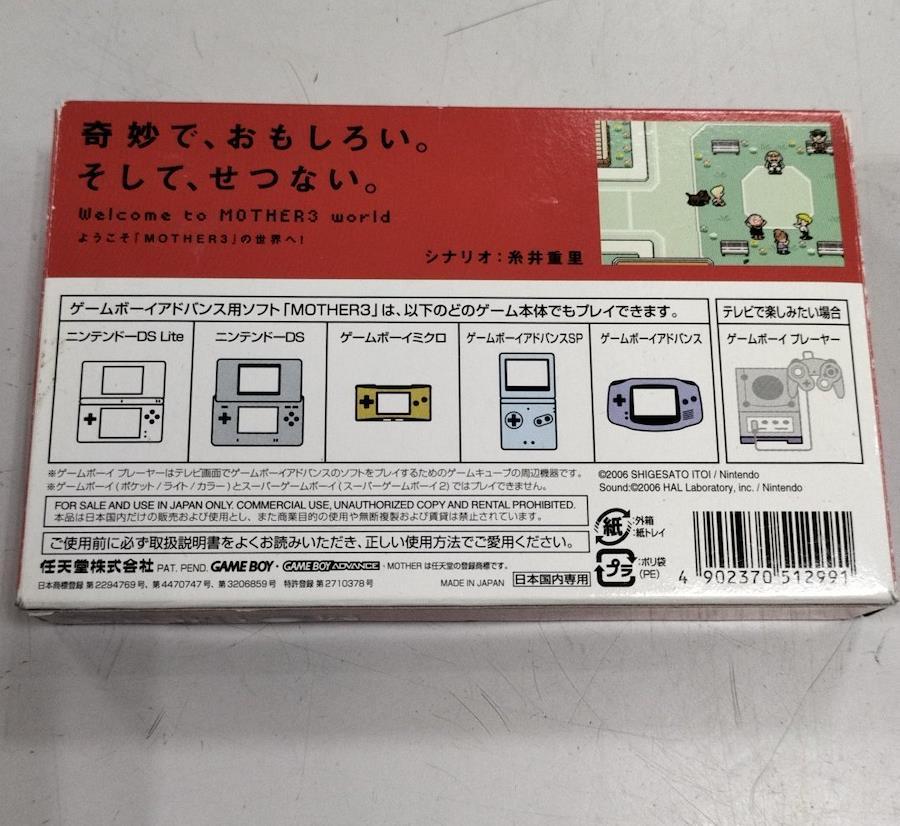 奇妙で、おもしろい。
そして、せつない。
Welcome to MOTHER3 world
ようこそ「MOTHER3」の世界へ!
シナリオ:糸井重里
ゲームボーイアドバンス用ソフト「MOTHER3」は、以下のどのゲーム本体でもプレイできます。
テレビで楽しみたい場合
ニンテンドーDS Lite
ニンテンドーDS
ゲームボーイミクロ
ゲームボーイアドバンスSP
ゲームボーイアドバンス
ゲームボーイ プレーヤー
※ゲームボーイ プレーヤーはテレビ画面でゲームボーイアドバンスのソフトをプレイするためのゲームキューブの周辺機器です。
※ゲームボーイ(ポケット/ライト/カラー)とスーパーゲームボーイ(スーパーゲームボーイ2)ではプレイできません。
©2006 SHIGESATO ITOI / Nintendo
Sound:©2006 HAL Laboratory, inc. / Nintendo
FOR SALE AND USE IN JAPAN ONLY. COMMERCIAL USE, UNAUTHORIZED COPY AND RENTAL PROHIBITED.
本品は日本国内だけの販売および使用とし、また商業目的の使用や無断複製および賃貸は禁止されています。
ご使用前に必ず取扱説明書をよくお読みいただき、正しい使用方法でご愛用ください。
任天堂株式会社 PAT. PEND. GAME BOY・GAME BOY ADVANCE・MOTHER は任天堂の登録商標です。
日本商標登録 第2294769号、第4470747号、第3206859号 特許登録 第2710378号
MADE IN JAPAN
日本国内専用
紙
:外箱
:紙トレイ
プラ
:ポリ袋
(PE)
4 902370 512991